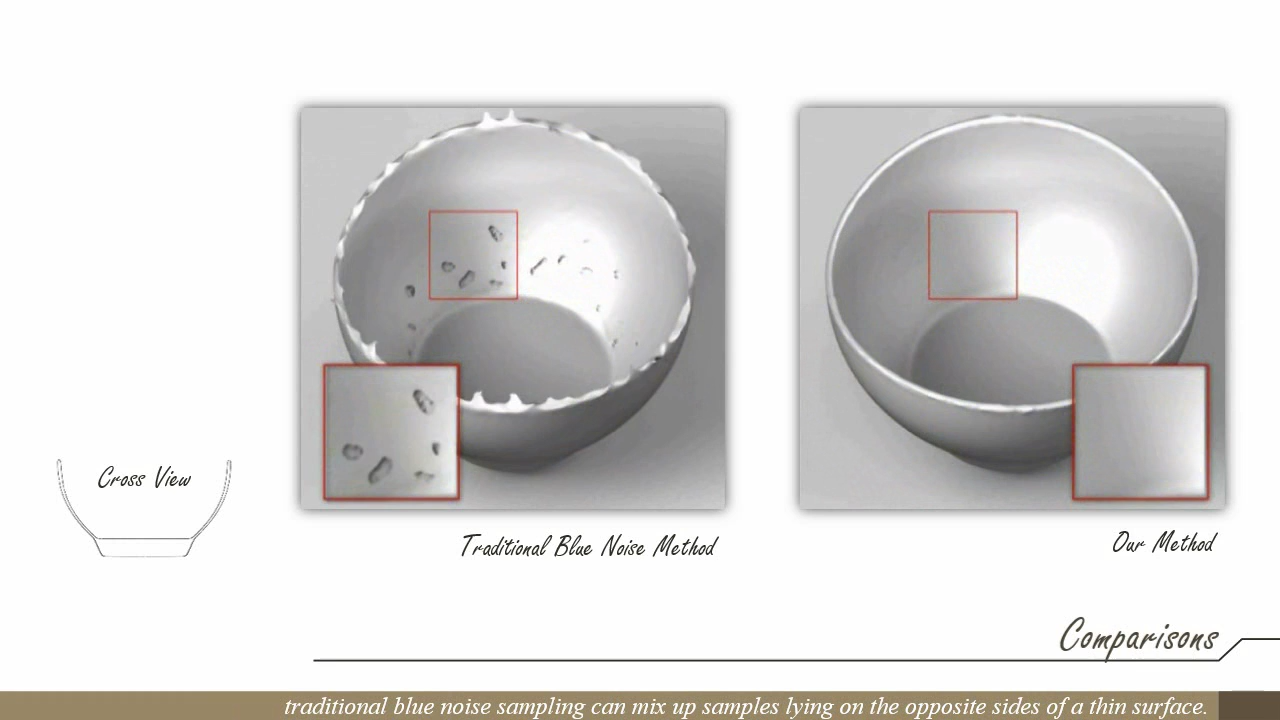 Cross View
Traditional Blue Noise Method
Our Method
Comparisons
traditional blue noise sampling can mix up samples lying on the opposite sides of a thin surface.